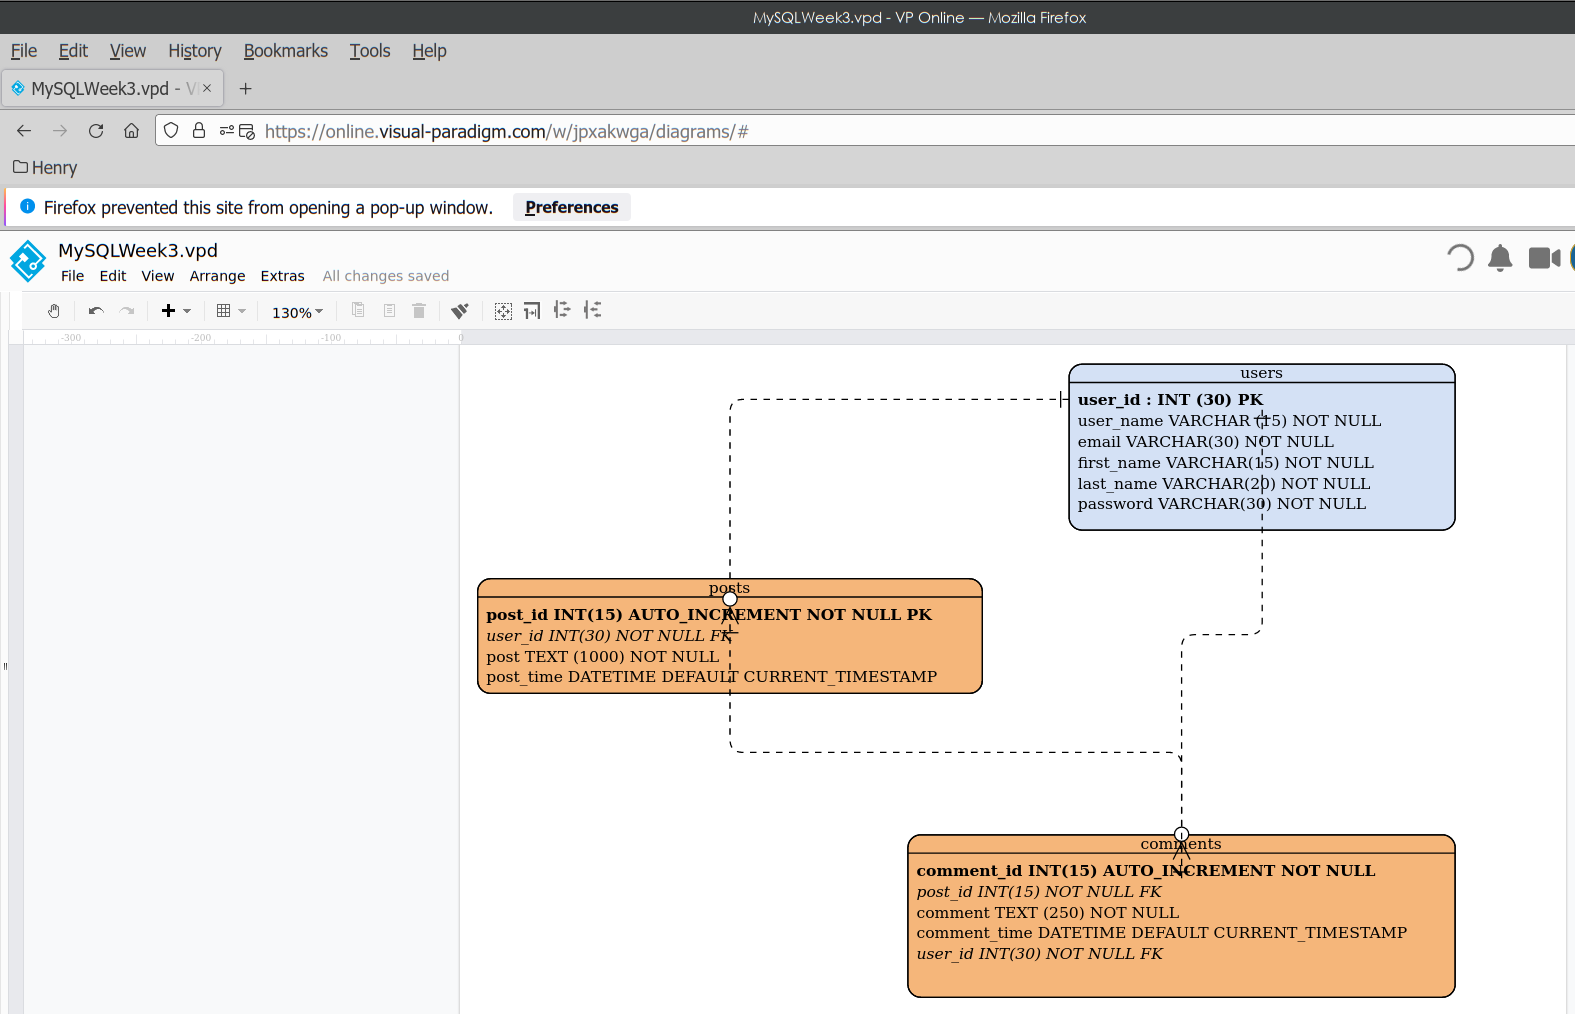 MySQLWeek3.vpd - VP Online — Mozilla Firefox
File Edit View History Bookmarks Tools Help
MySQLWeek3.vpd - V
https://online.visual-paradigm.com/w/jpxakwga/diagrams/#
Henry
Firefox prevented this site from opening a pop-up window. Preferences
MySQLWeek3.vpd
File Edit View Arrange Extras All changes saved
130%
-300 -200 -100 0
users
user_id : INT (30) PK
user_name VARCHAR (15) NOT NULL
email VARCHAR(30) NOT NULL
first_name VARCHAR(15) NOT NULL
last_name VARCHAR(20) NOT NULL
password VARCHAR(30) NOT NULL
posts
post_id INT(15) AUTO_INCREMENT NOT NULL PK
user_id INT(30) NOT NULL FK
post TEXT (1000) NOT NULL
post_time DATETIME DEFAULT CURRENT_TIMESTAMP
comments
comment_id INT(15) AUTO_INCREMENT NOT NULL
post_id INT(15) NOT NULL FK
comment TEXT (250) NOT NULL
comment_time DATETIME DEFAULT CURRENT_TIMESTAMP
user_id INT(30) NOT NULL FK